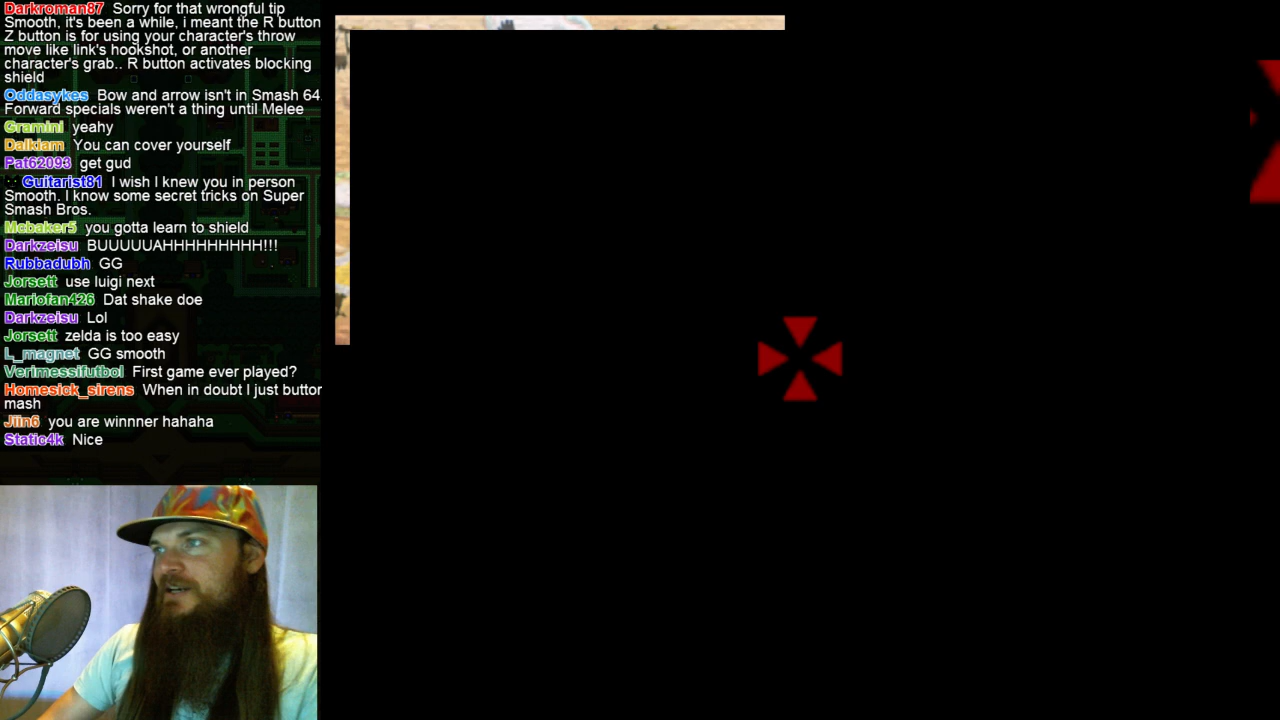 Darkroman87 Sorry for that wrongful tip
Smooth, it's been a while, i meant the R button
Z button is for using your character's throw
move like link's hookshot, or another
character's grab.. R button activates blocking
shield
Oddasykes Bow and arrow isn't in Smash 64.
Forward specials weren't a thing until Melee
Gramini yeahy
Dalkiam You can cover yourself
Pat62093 get gud
Guitarist81 I wish I knew you in person
Smooth. I know some secret tricks on Super
Smash Bros.
Mcbaker5 you gotta learn to shield
Darkzeisu BUUUUUAHHHHHHHHH!!!
Rubbadubh GG
Jorsett use luigi next
Mariofan426 Dat shake doe
Darkzeisu Lol
Jorsett zelda is too easy
L_magnet GG smooth
Verimessifutbol First game ever played?
Homesick_sirens When in doubt I just button
mash
Jiin6 you are winnner hahaha
Static4k Nice